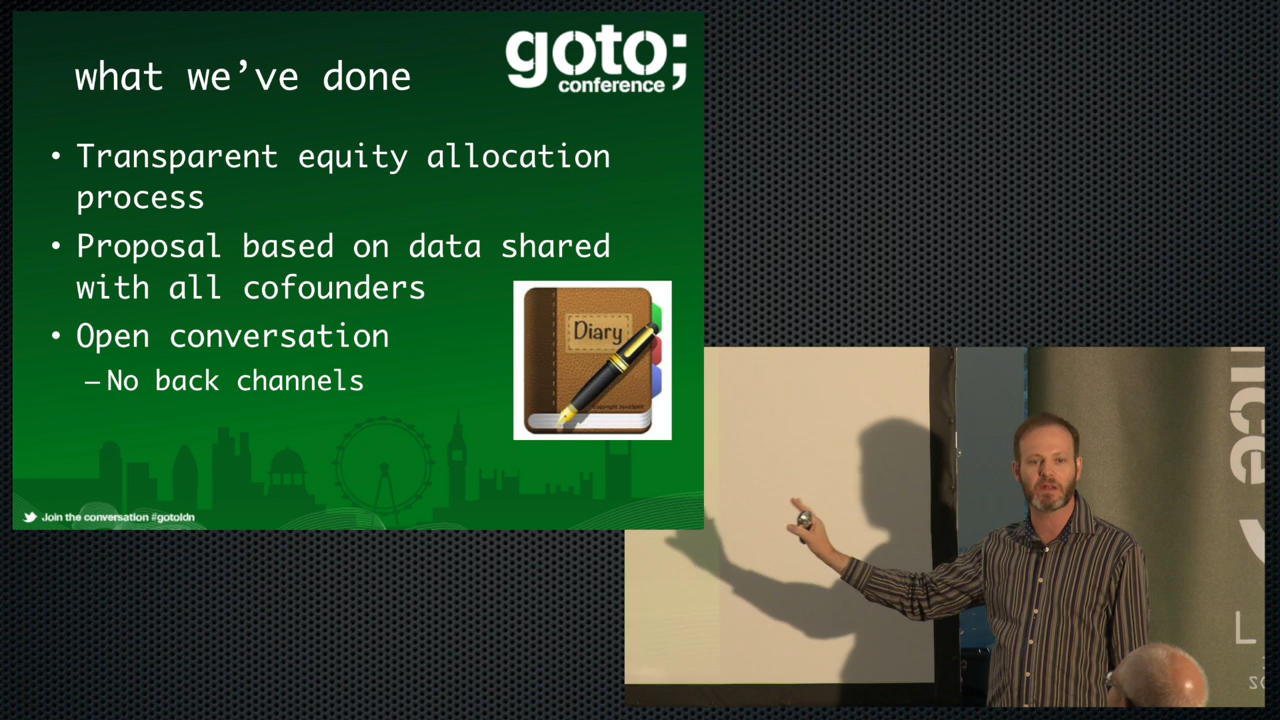 goto;
conference
what we've done
• Transparent equity allocation
process
• Proposal based on data shared
with all cofounders
• Open conversation
– No back channels
Diary
Join the conversation #gotoldn
nce
L